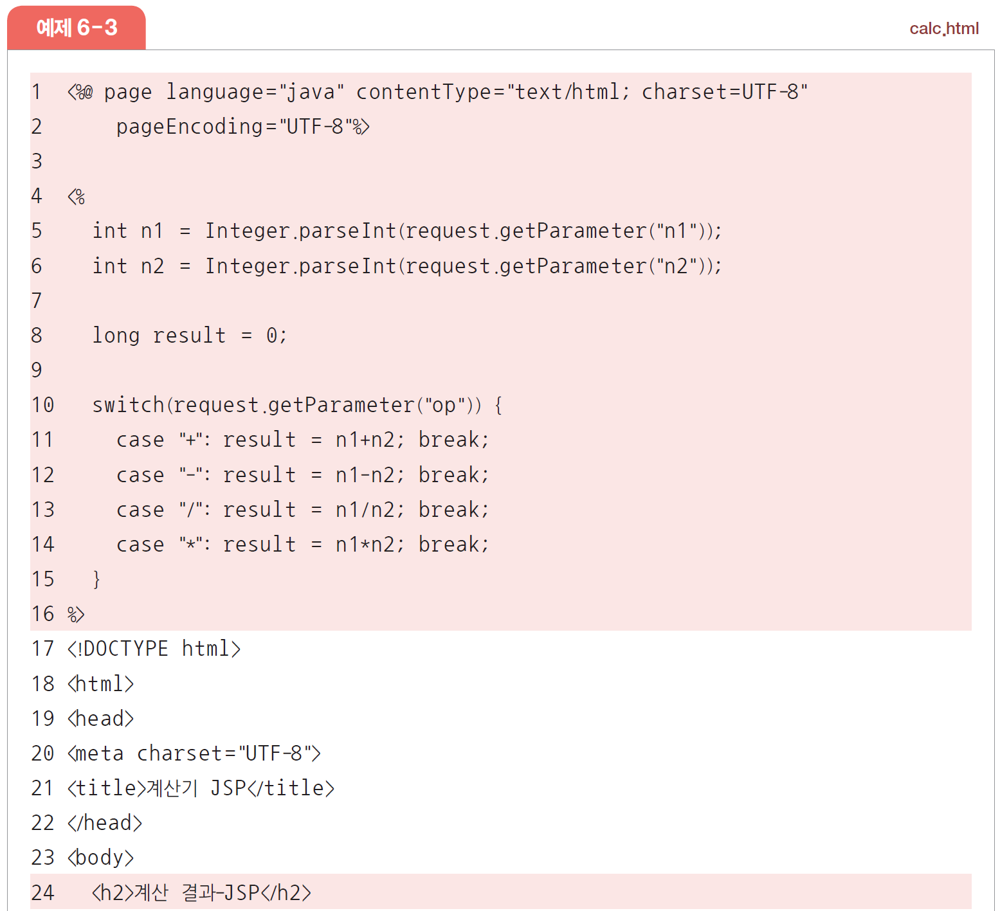 예제 6-3
calc.html
1 <%@ page language="java" contentType="text/html; charset=UTF-8"
2     pageEncoding="UTF-8"%>
3
4 <%
5   int n1 = Integer.parseInt(request.getParameter("n1"));
6   int n2 = Integer.parseInt(request.getParameter("n2"));
7
8   long result = 0;
9
10   switch(request.getParameter("op")) {
11     case "+": result = n1+n2; break;
12     case "-": result = n1-n2; break;
13     case "/": result = n1/n2; break;
14     case "*": result = n1*n2; break;
15   }
16 %>
17 <!DOCTYPE html>
18 <html>
19 <head>
20 <meta charset="UTF-8">
21 <title>계산기 JSP</title>
22 </head>
23 <body>
24   <h2>계산 결과-JSP</h2>